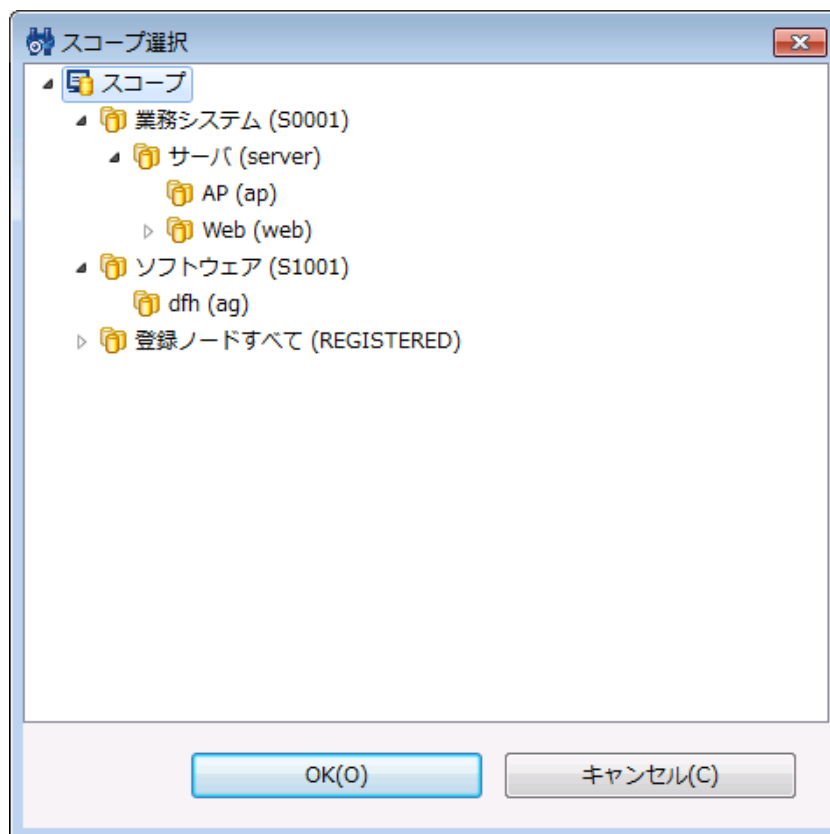 スコープ選択
スコープ
業務システム (S0001)
サーバ (server)
AP (ap)
Web (web)
ソフトウェア (S1001)
dfh (ag)
登録ノードすべて (REGISTERED)
OK(O) キャンセル(C)